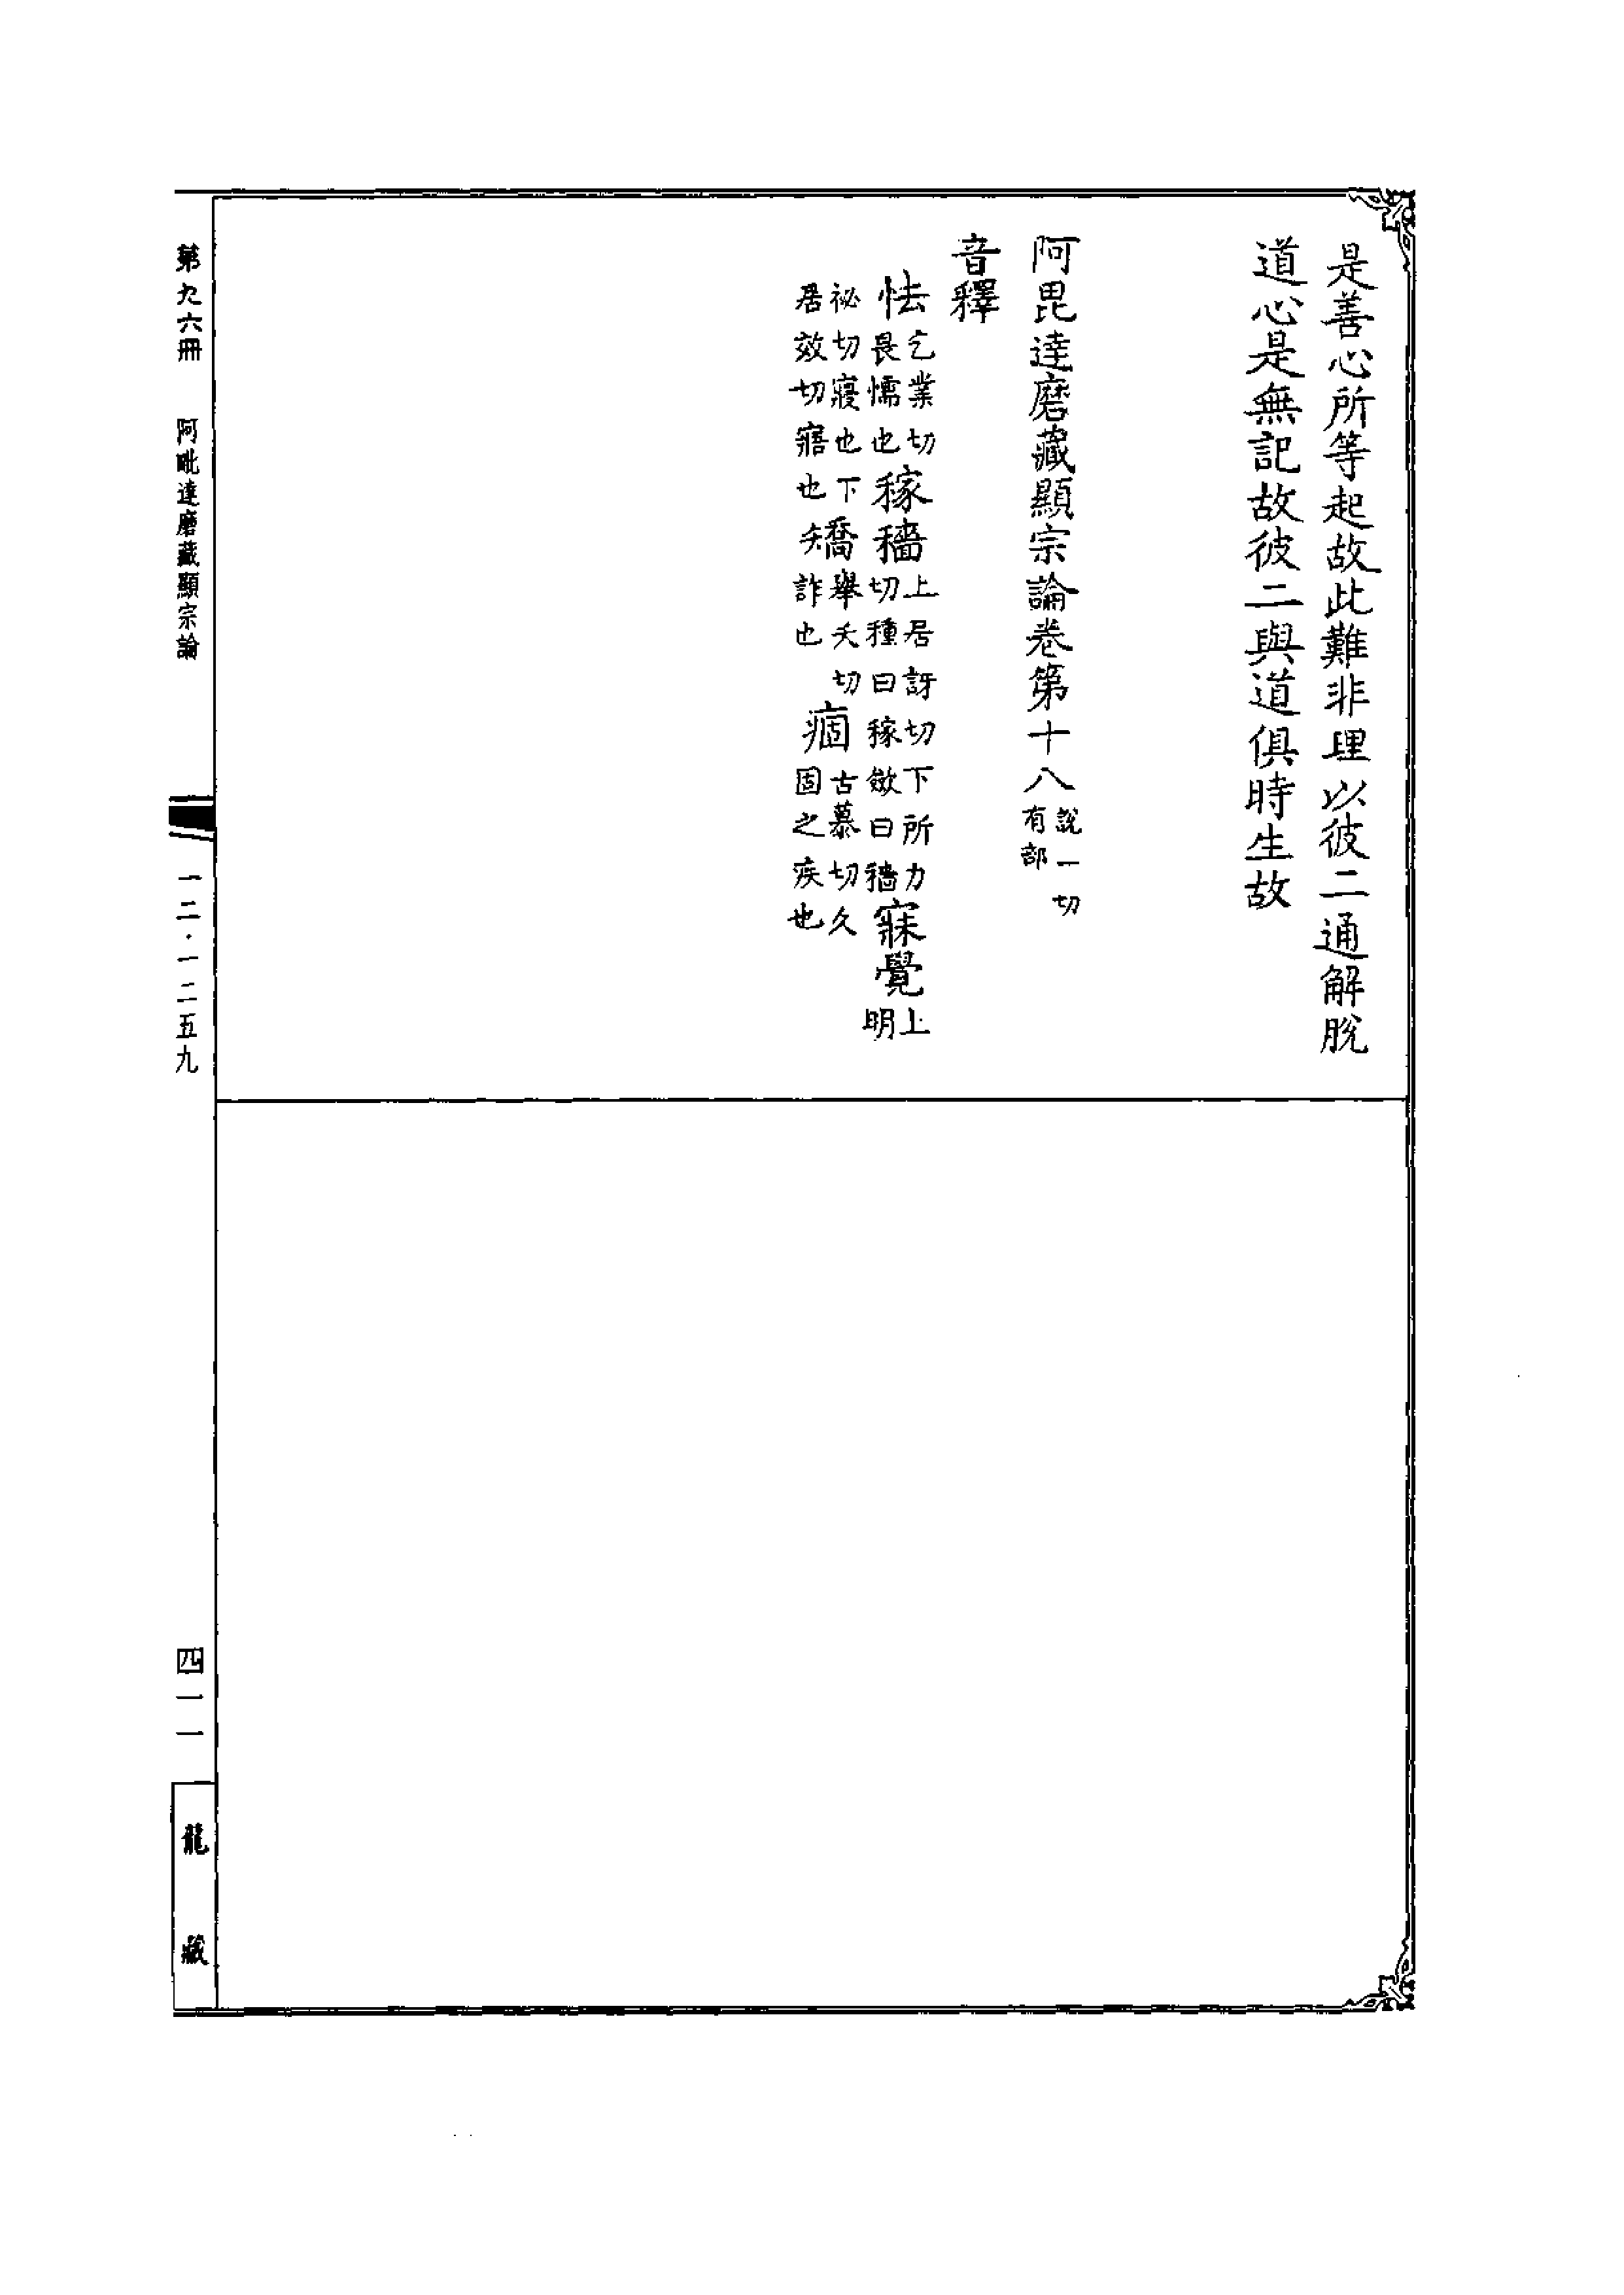 是善心所等起故此難非理以彼二通解脫
道心是無記故彼二與道俱時生故
阿毘達磨藏顯宗論卷第十八說一切有部
音釋
怯乞業切畏懦也稼穡上居訝切下所力切種曰稼斂曰穡寐覺上明
祕切寢也下居效切寤也矯舉夭切詐也痼古慕切久固之疾也
第九六冊 阿毗達磨藏顯宗論 一二·一二五九 四一一 龍藏